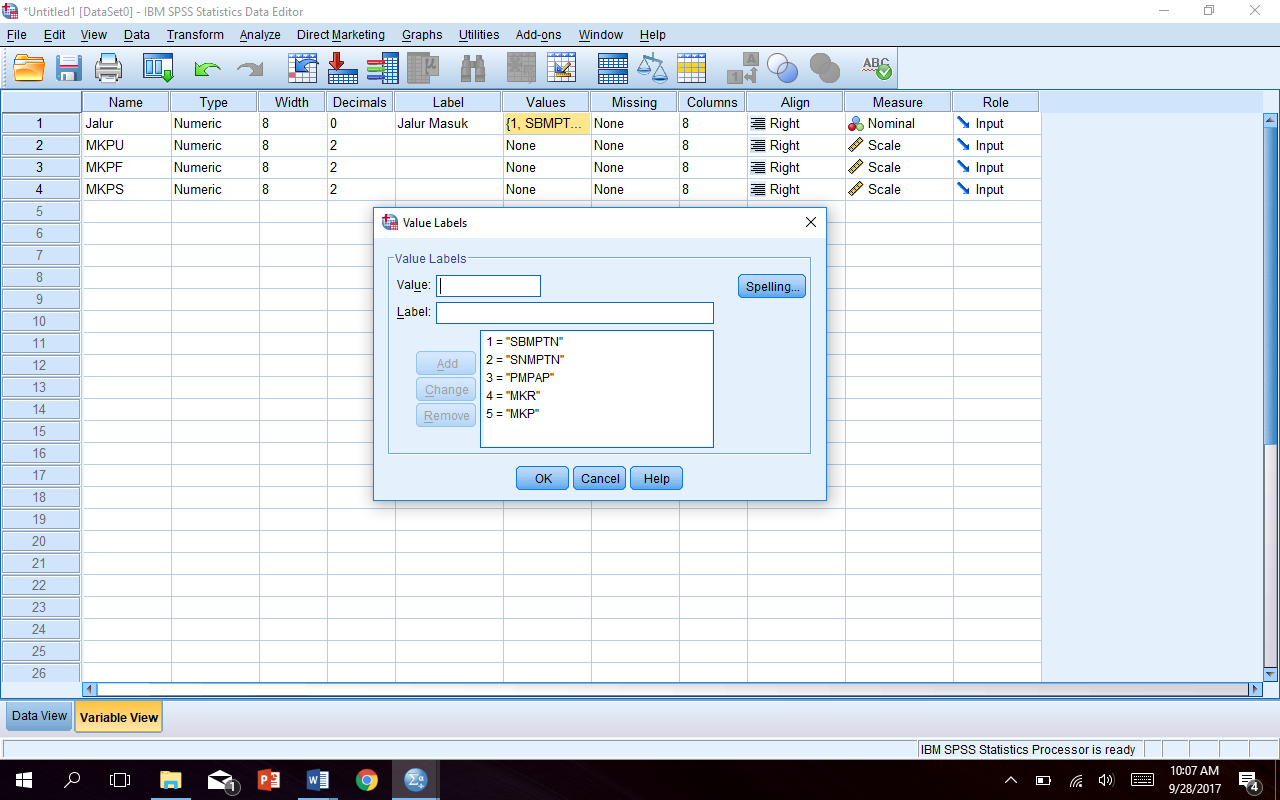 *Untitled1 [DataSet0] - IBM SPSS Statistics Data Editor
File Edit View Data Transform Analyze Direct Marketing Graphs Utilities Add-ons Window Help
Name Type Width Decimals Label Values Missing Columns Align Measure Role
1 Jalur Numeric 8 0 Jalur Masuk {1, SBMPT... None 8 Right Nominal Input
2 MKPU Numeric 8 2 None None 8 Right Scale Input
3 MKPF Numeric 8 2 None None 8 Right Scale Input
4 MKPS Numeric 8 2 None None 8 Right Scale Input
5
6
7
8
9
10
11
12
13
14
15
16
17
18
19
20
21
22
23
24
25
26
Value Labels
Value Labels
Value:
Spelling...
Label:
Add
Change
Remove
1 = "SBMPTN"
2 = "SNMPTN"
3 = "PMPAP"
4 = "MKR"
5 = "MKP"
OK Cancel Help
Data View Variable View
IBM SPSS Statistics Processor is ready
10:07 AM
9/28/2017
1
4